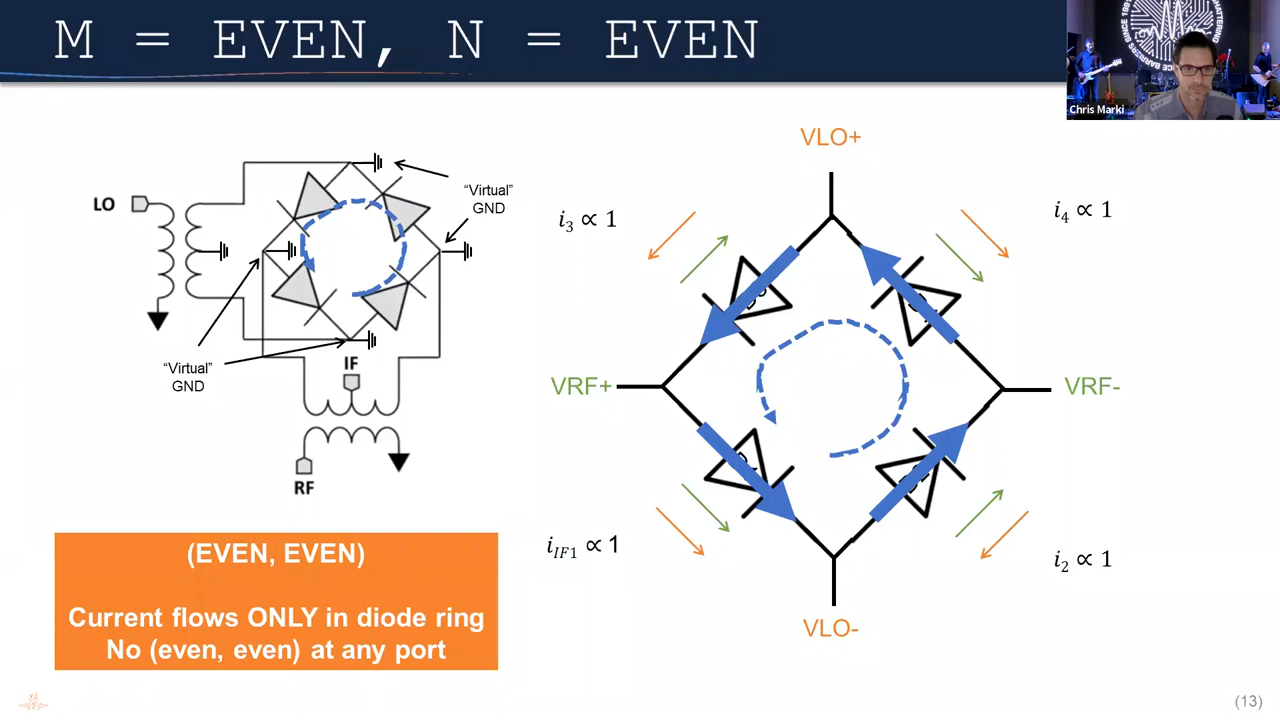 M = EVEN, N = EVEN
Chris Marki
VLO+
"Virtual"
GND
LO
i₃ ∝ 1
i₄ ∝ 1
"Virtual"
GND
IF
RF
VRF+
VRF-
(EVEN, EVEN)
Current flows ONLY in diode ring
No (even, even) at any port
i_IF1 ∝ 1
i₂ ∝ 1
VLO-
(13)